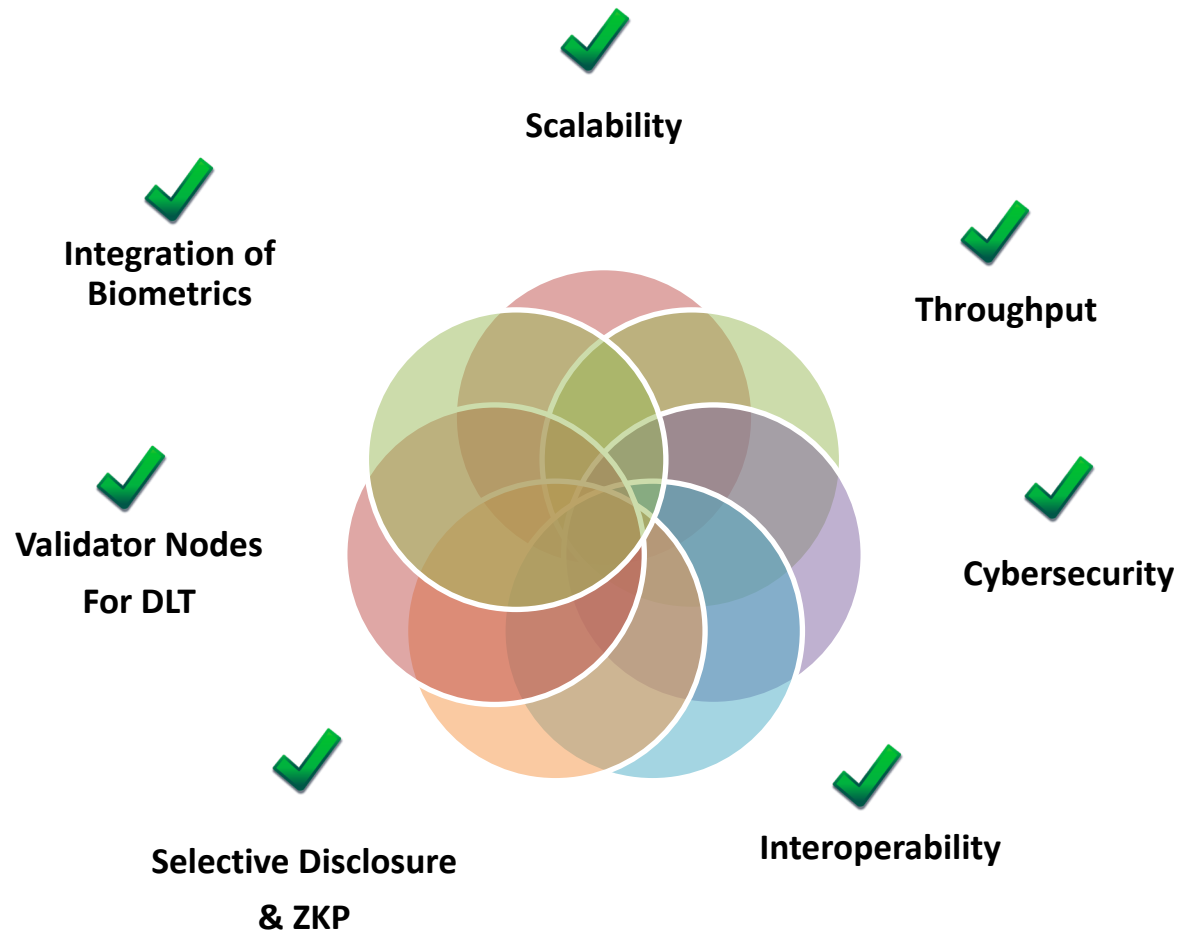 Scalability
Integration of
Biometrics
Throughput
Validator Nodes
For DLT
Cybersecurity
Selective Disclosure
& ZKP
Interoperability